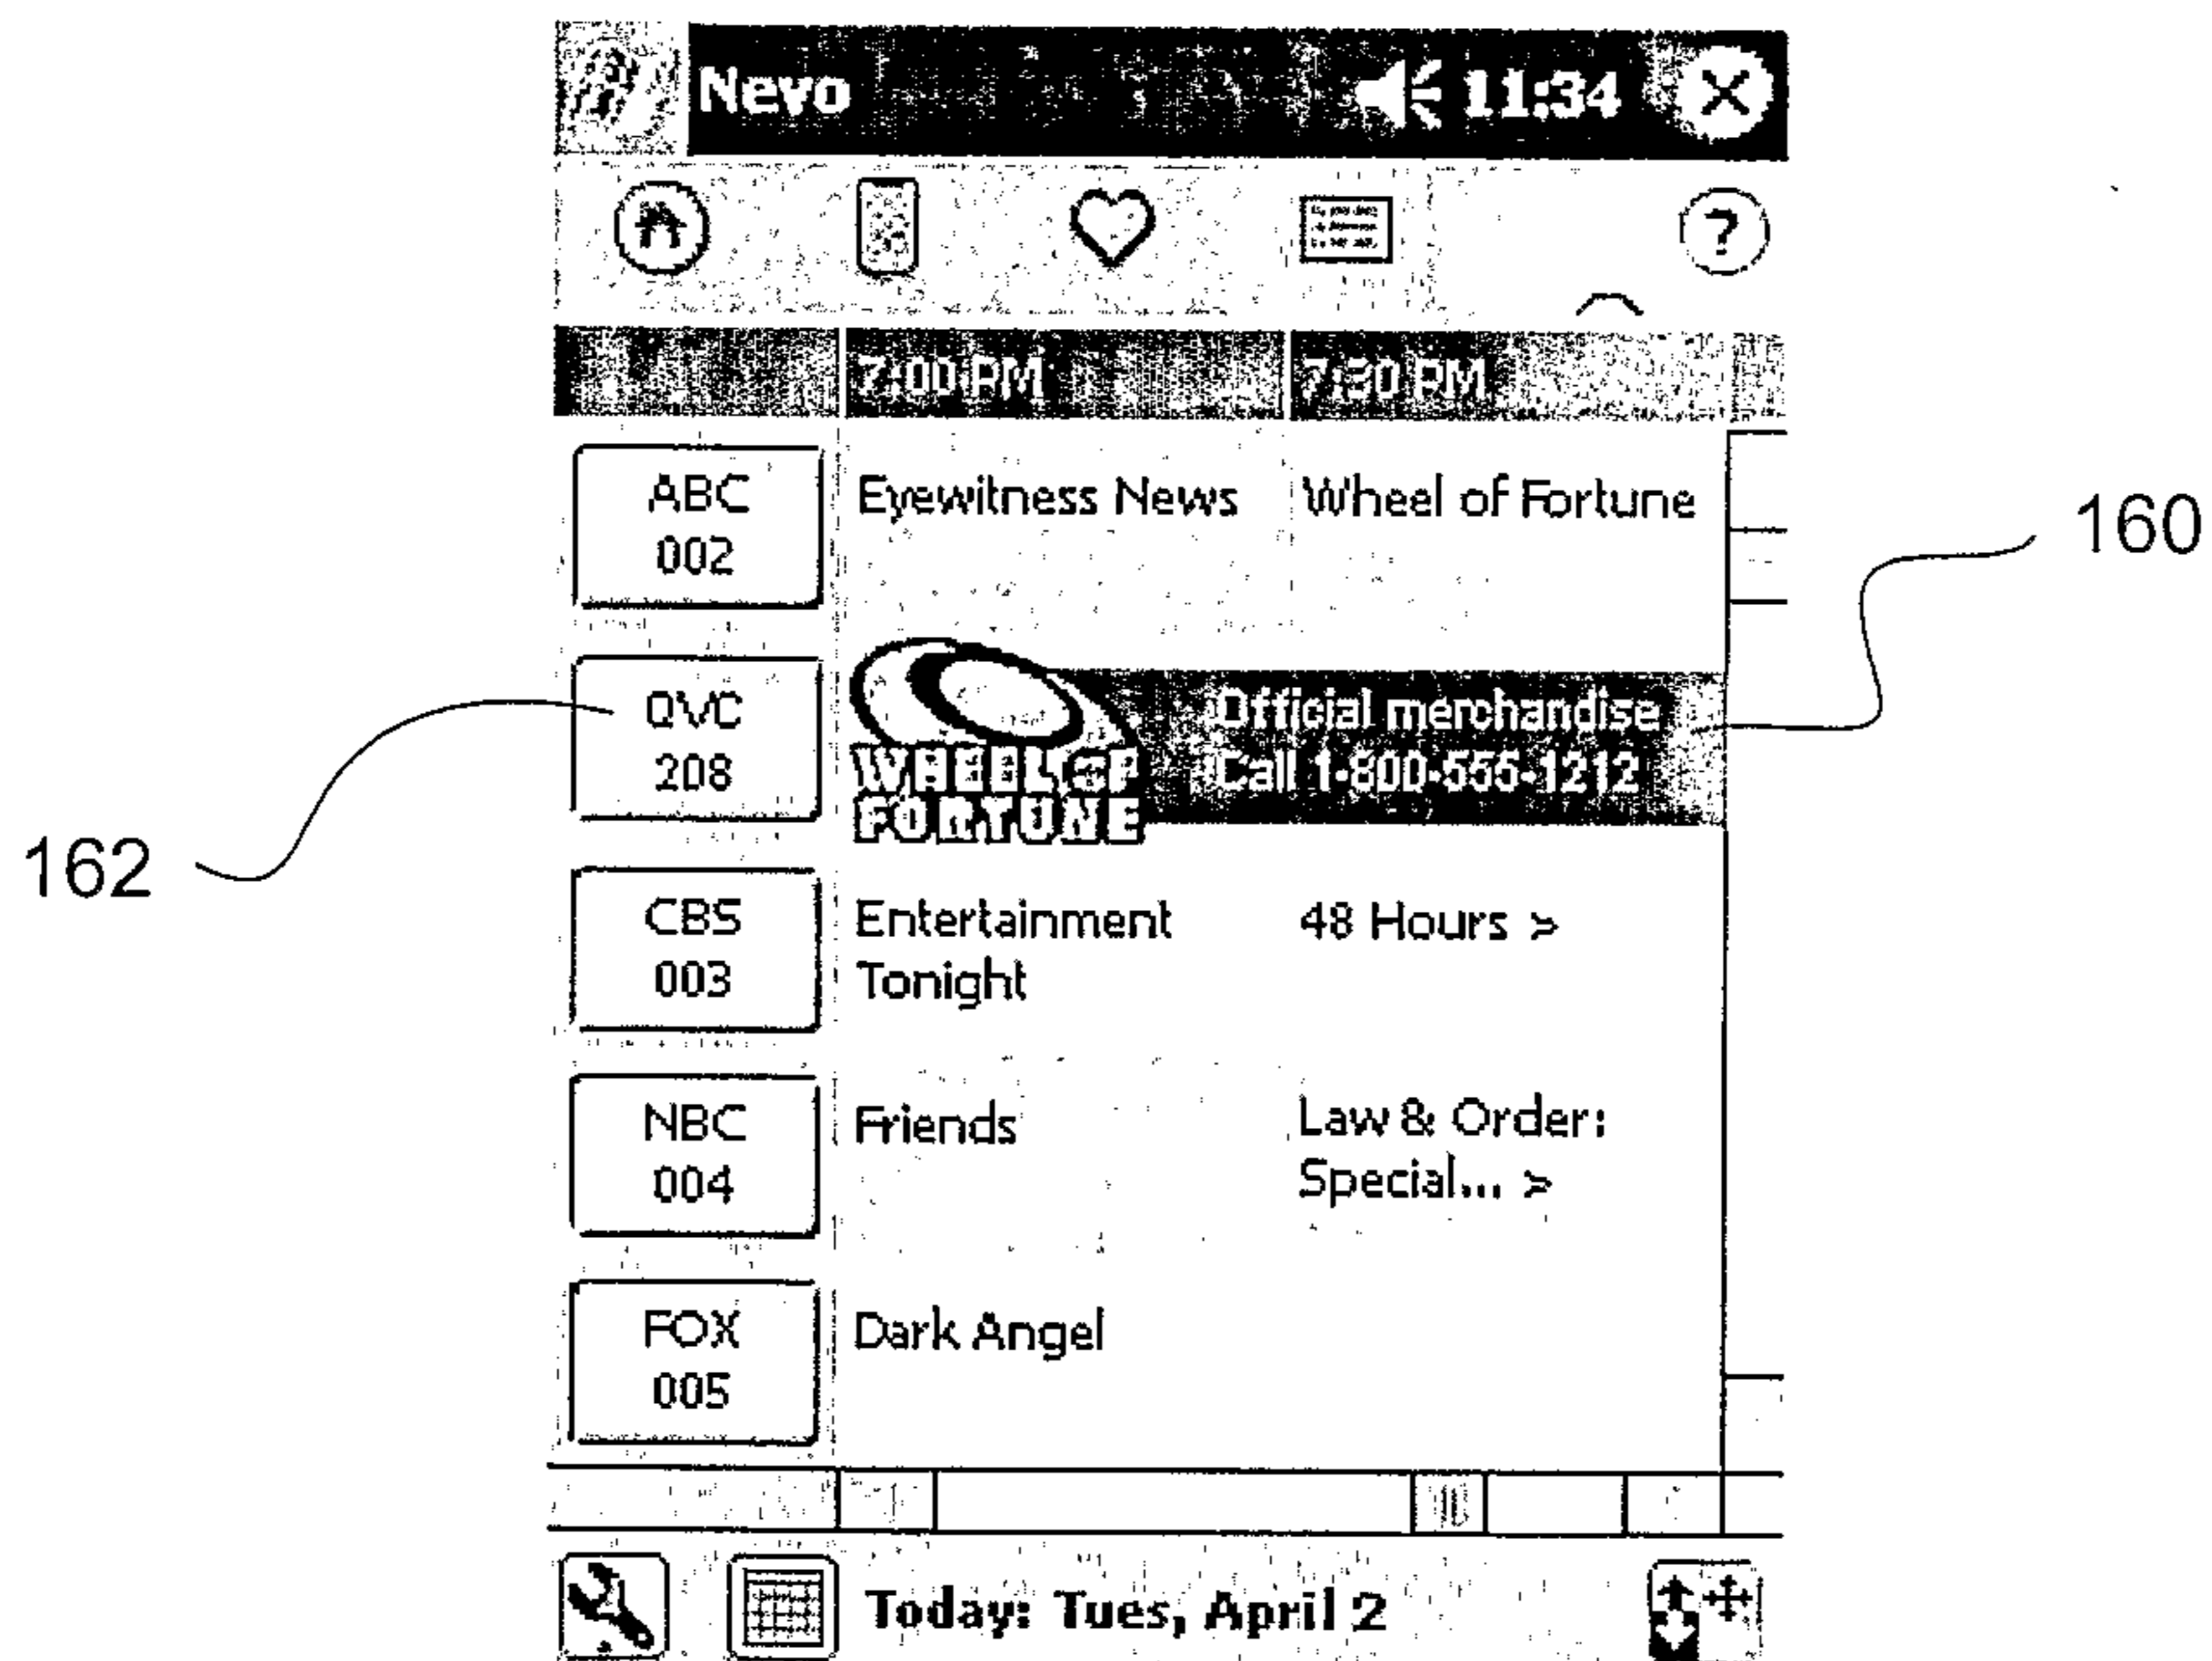 Nevo 11:34
?
7:00 PM 7:30 PM
ABC
002
Eyewitness News
Wheel of Fortune
160
QVC
208
WHEEL OF
FORTUNE
Official merchandise
Call 1-800-555-1212
162
CBS
003
Entertainment
Tonight
48 Hours >
NBC
004
Friends
Law & Order:
Special... >
FOX
005
Dark Angel
Today: Tues, April 2